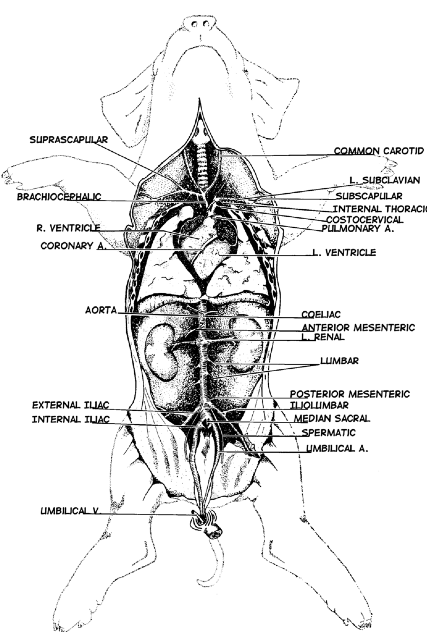 SUPRASCAPULAR
COMMON CAROTID
L. SUBCLAVIAN
BRACHIOCEPHALIC
SUBSCAPULAR
INTERNAL THORACIC
COSTOCERVICAL
R. VENTRICLE
PULMONARY A.
CORONARY A.
L. VENTRICLE
AORTA
COELIAC
ANTERIOR MESENTERIC
L. RENAL
LUMBAR
POSTERIOR MESENTERIC
EXTERNAL ILIAC
ILIOLUMBAR
INTERNAL ILIAC
MEDIAN SACRAL
SPERMATIC
UMBILICAL A.
UMBILICAL V.